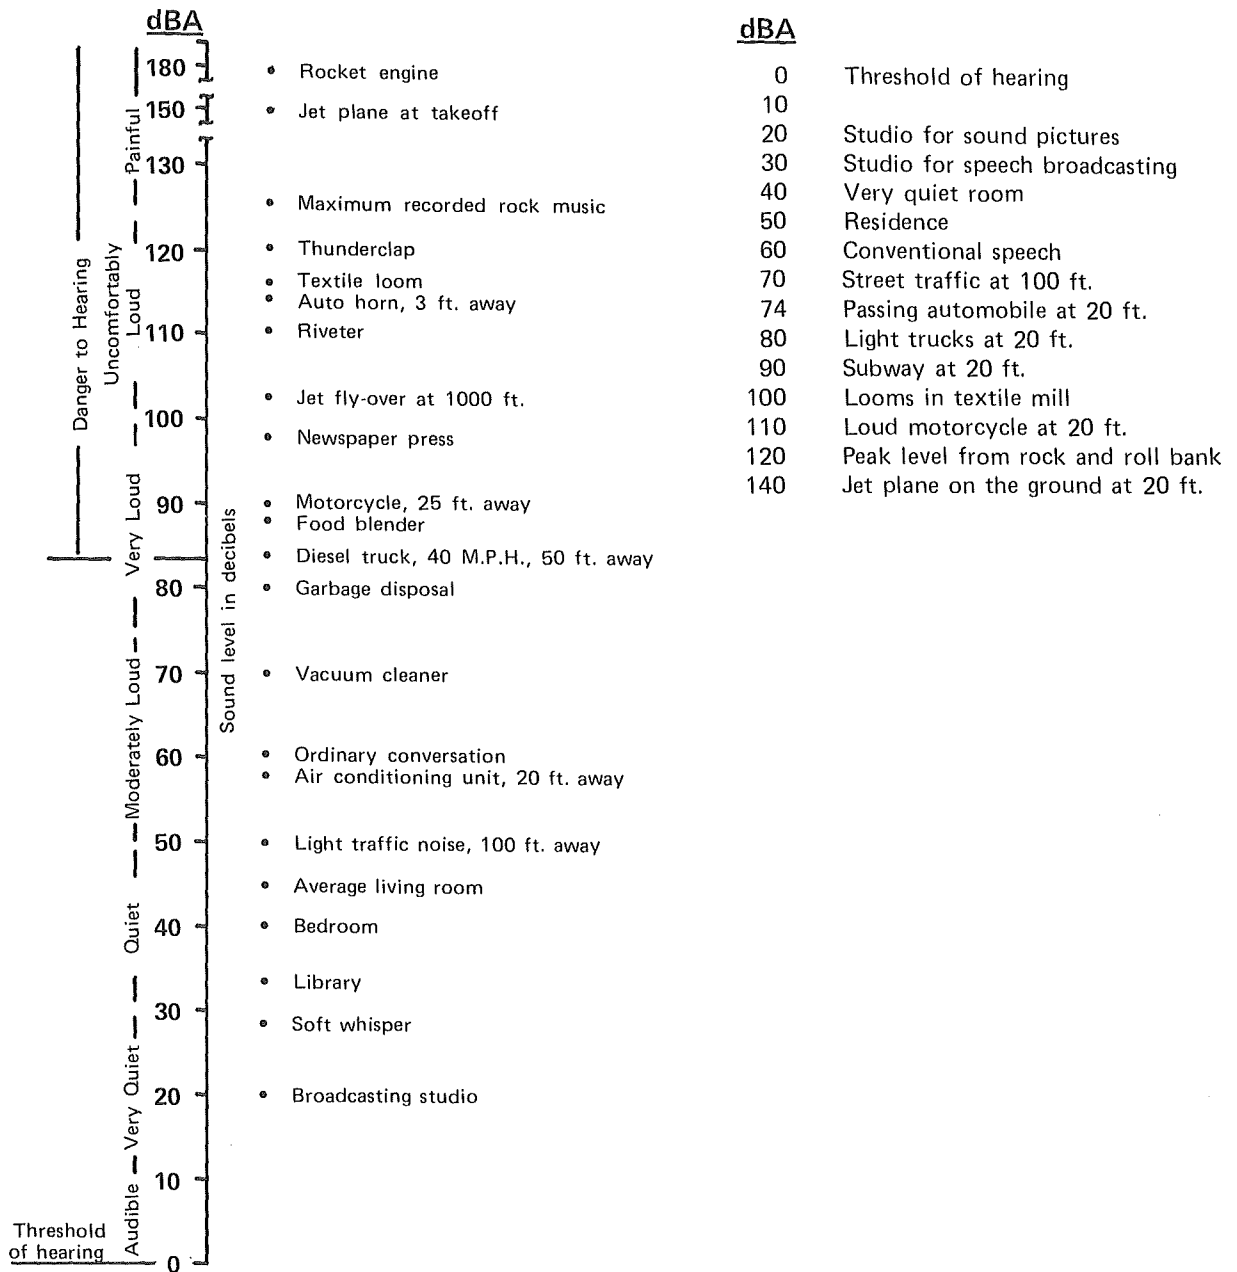 dBA
180
150
130
120
110
100
90
80
70
60
50
40
30
20
10
0
Danger to Hearing
Painful
Uncomfortably
Loud
Very Loud
Moderately Loud
Quiet
Very Quiet
Audible
Threshold
of hearing
Sound level in decibels
Rocket engine
Jet plane at takeoff
Maximum recorded rock music
Thunderclap
Textile loom
Auto horn, 3 ft. away
Riveter
Jet fly-over at 1000 ft.
Newspaper press
Motorcycle, 25 ft. away
Food blender
Diesel truck, 40 M.P.H., 50 ft. away
Garbage disposal
Vacuum cleaner
Ordinary conversation
Air conditioning unit, 20 ft. away
Light traffic noise, 100 ft. away
Average living room
Bedroom
Library
Soft whisper
Broadcasting studio
dBA
0 Threshold of hearing
10
20 Studio for sound pictures
30 Studio for speech broadcasting
40 Very quiet room
50 Residence
60 Conventional speech
70 Street traffic at 100 ft.
74 Passing automobile at 20 ft.
80 Light trucks at 20 ft.
90 Subway at 20 ft.
100 Looms in textile mill
110 Loud motorcycle at 20 ft.
120 Peak level from rock and roll bank
140 Jet plane on the ground at 20 ft.